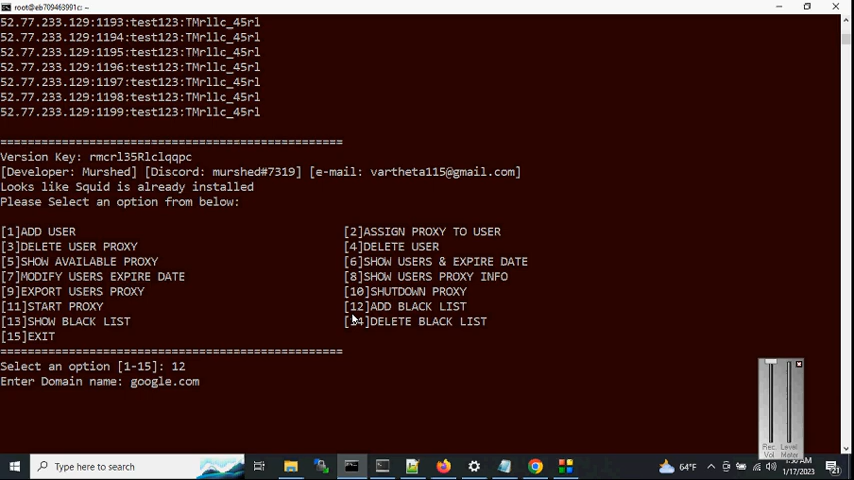 root@eb709463991c: ~
52.77.233.129:1193:test123:TMrllc_45rl
52.77.233.129:1194:test123:TMrllc_45rl
52.77.233.129:1195:test123:TMrllc_45rl
52.77.233.129:1196:test123:TMrllc_45rl
52.77.233.129:1197:test123:TMrllc_45rl
52.77.233.129:1198:test123:TMrllc_45rl
52.77.233.129:1199:test123:TMrllc_45rl
==================================================
Version Key: rmcrl35Rlclqqpc
[Developer: Murshed] [Discord: murshed#7319] [e-mail: vartheta115@gmail.com]
Looks like Squid is already installed
Please Select an option from below:
[1]ADD USER [2]ASSIGN PROXY TO USER
[3]DELETE USER PROXY [4]DELETE USER
[5]SHOW AVAILABLE PROXY [6]SHOW USERS & EXPIRE DATE
[7]MODIFY USERS EXPIRE DATE [8]SHOW USERS PROXY INFO
[9]EXPORT USERS PROXY [10]SHUTDOWN PROXY
[11]START PROXY [12]ADD BLACK LIST
[13]SHOW BLACK LIST [14]DELETE BLACK LIST
[15]EXIT
==================================================
Select an option [1-15]: 12
Enter Domain name: google.com
Rec. Level
Vol Meter
Type here to search
64°F
1/17/2023
21